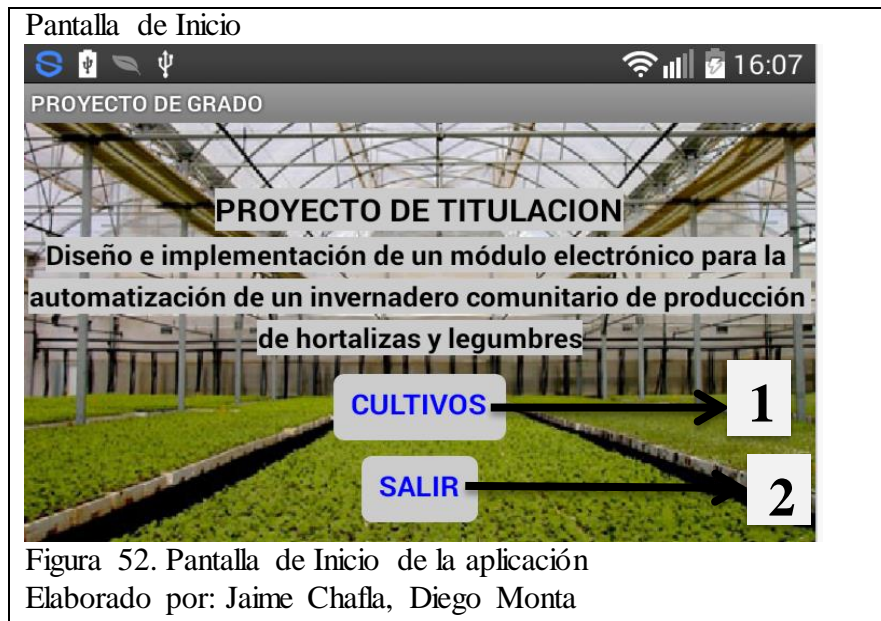 Pantalla de Inicio
16:07
PROYECTO DE GRADO
PROYECTO DE TITULACION
Diseño e implementación de un módulo electrónico para la
automatización de un invernadero comunitario de producción
de hortalizas y legumbres
CULTIVOS 1
SALIR 2
Figura 52. Pantalla de Inicio de la aplicación
Elaborado por: Jaime Chafla, Diego Monta